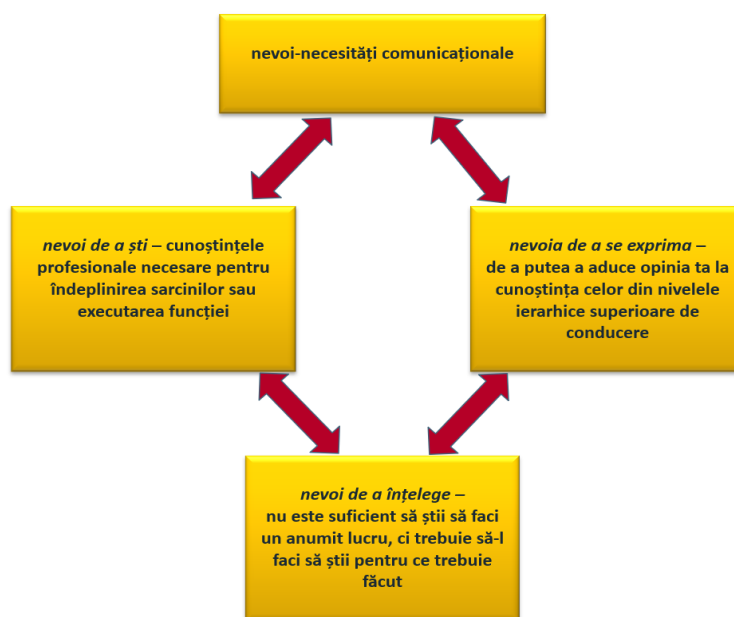 nevoi-necesități comunicaționale
nevoi de a ști – cunoștințele
profesionale necesare pentru
îndeplinirea sarcinilor sau
executarea funcției
nevoia de a se exprima –
de a putea a aduce opinia ta la
cunoștința celor din nivelele
ierarhice superioare de
conducere
nevoi de a înțelege –
nu este suficient să știi să faci
un anumit lucru, ci trebuie să-l
faci să știi pentru ce trebuie
făcut